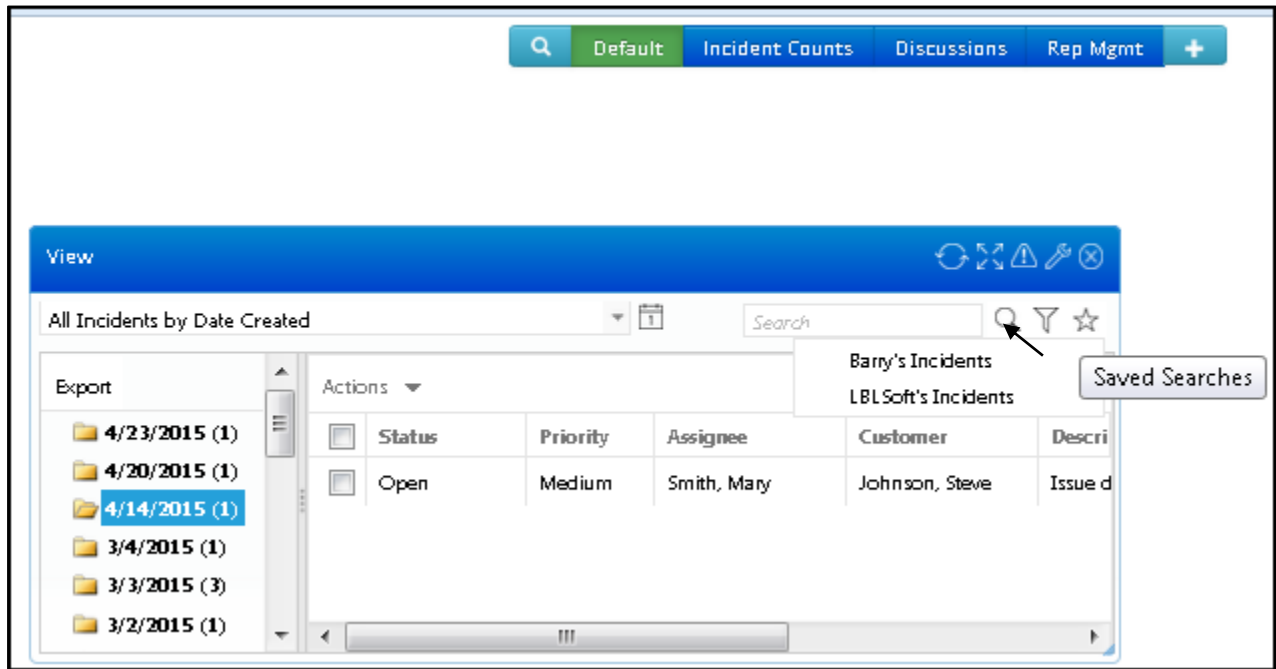 Default Incident Counts Discussions Rep Mgmt
View
All Incidents by Date Created 1 Search
Barry's Incidents
LBLSoft's Incidents
Saved Searches
Export
4/23/2015 (1)
4/20/2015 (1)
4/14/2015 (1)
3/4/2015 (1)
3/3/2015 (3)
3/2/2015 (1)
Actions
Status Priority Assignee Customer Descri
Open Medium Smith, Mary Johnson, Steve Issue d